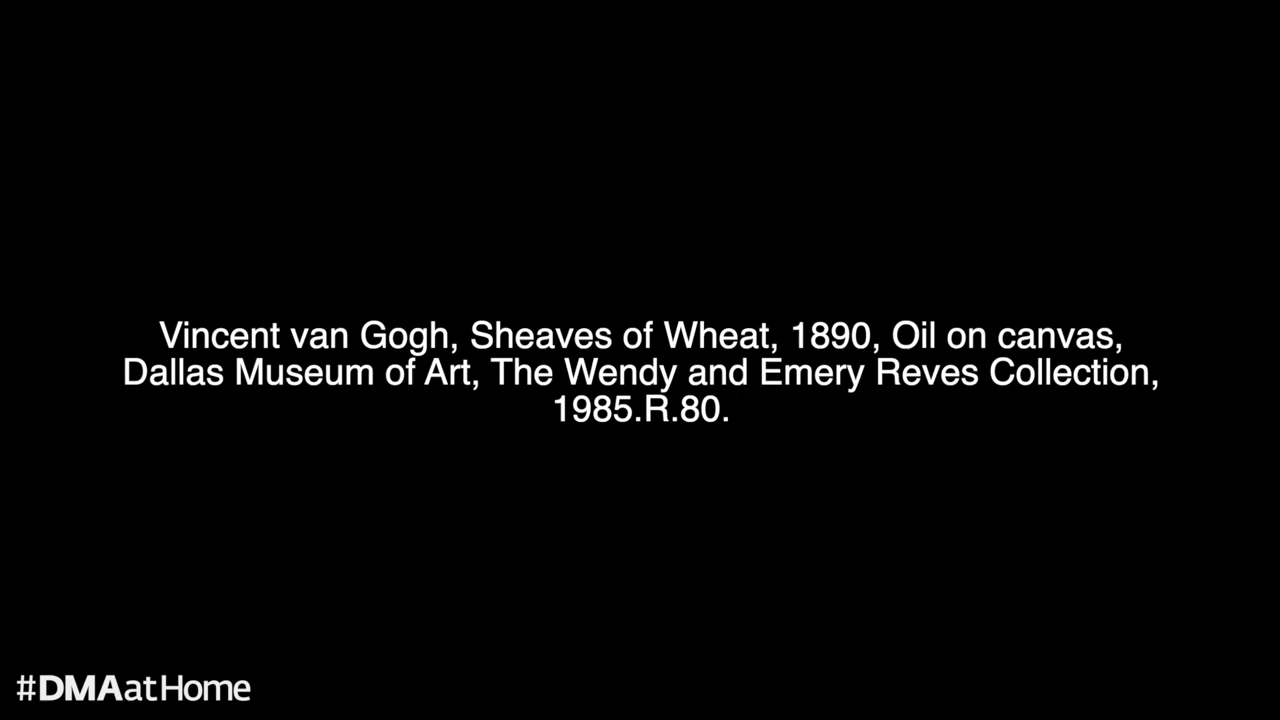 Vincent van Gogh, Sheaves of Wheat, 1890, Oil on canvas,
Dallas Museum of Art, The Wendy and Emery Reves Collection,
1985.R.80.
#DMAatHome